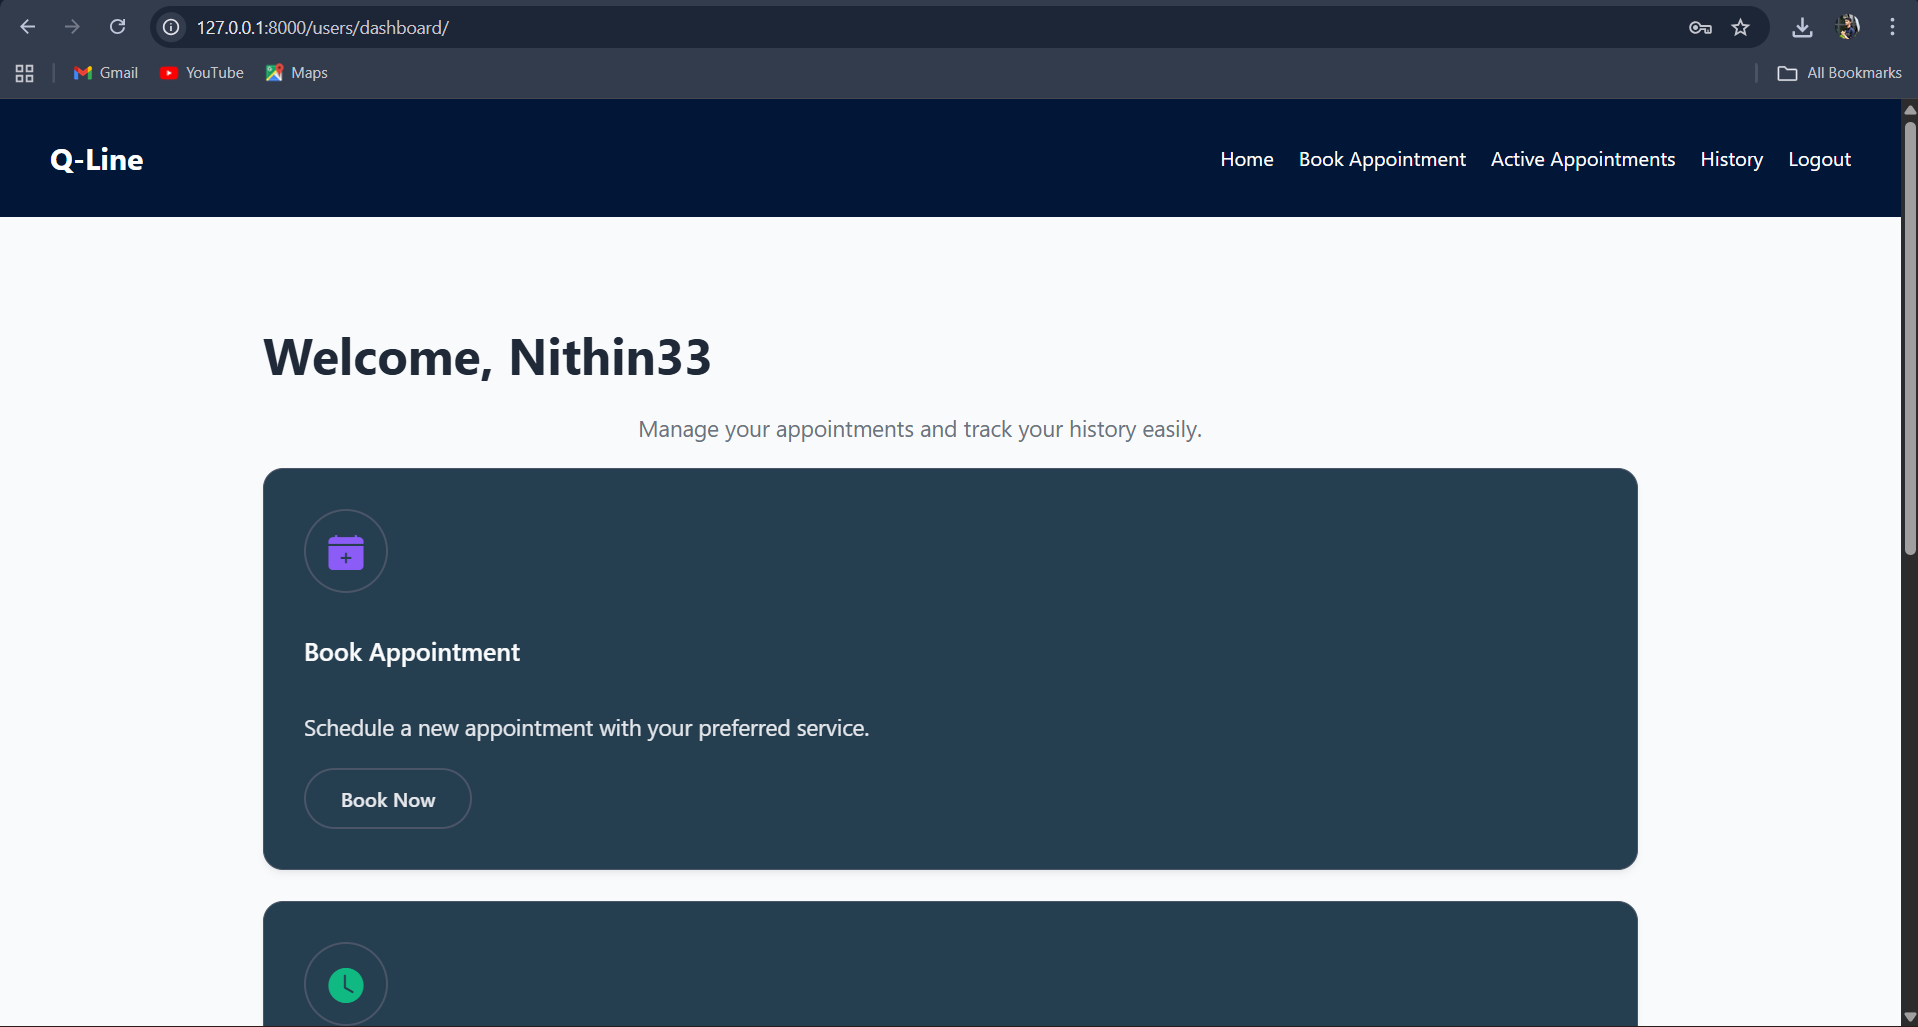 127.0.0.1:8000/users/dashboard/
Gmail YouTube Maps All Bookmarks
Q-Line Home Book Appointment Active Appointments History Logout
Welcome, Nithin33
Manage your appointments and track your history easily.
Book Appointment
Schedule a new appointment with your preferred service.
Book Now